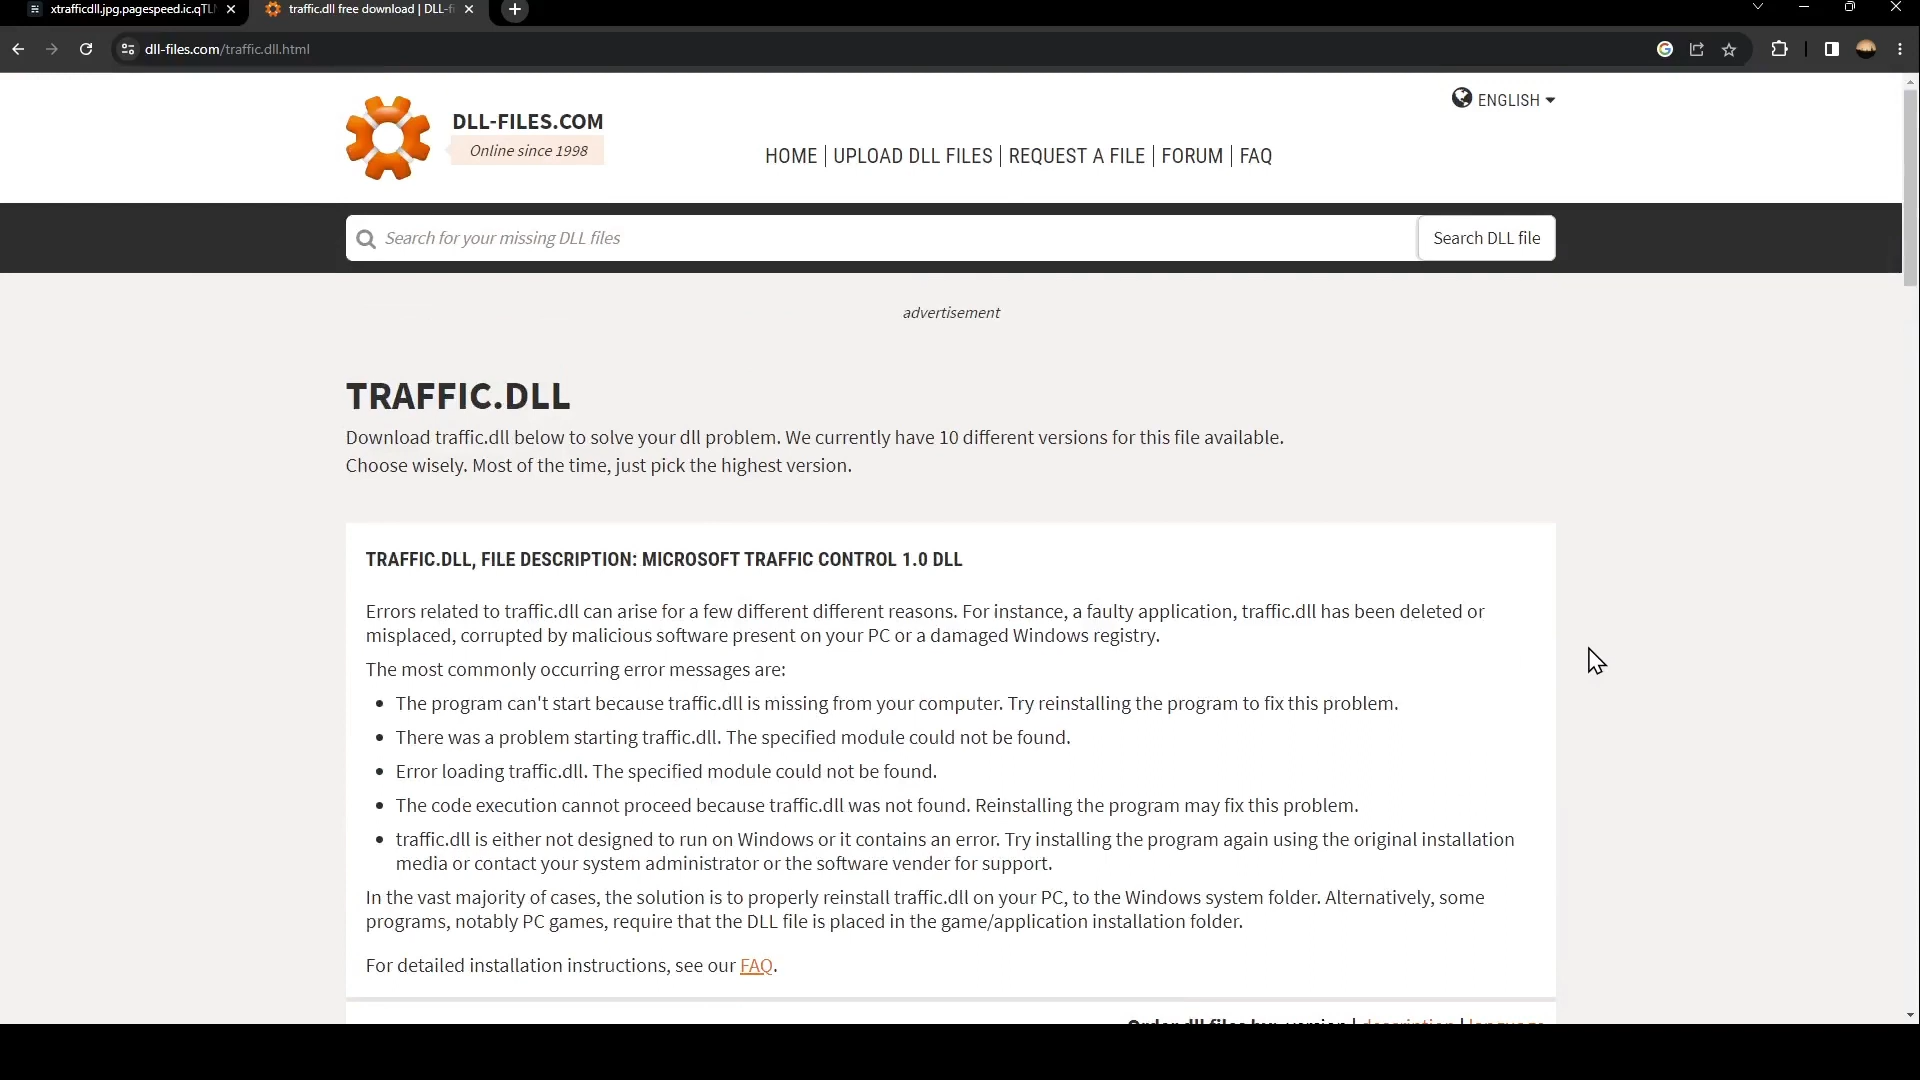 xtrafficdll.jpg.pagespeed.ic.qTL
traffic.dll free download | DLL-fi
dll-files.com/traffic.dll.html
ENGLISH
DLL-FILES.COM
Online since 1998
HOME | UPLOAD DLL FILES | REQUEST A FILE | FORUM | FAQ
Search for your missing DLL files
Search DLL file
advertisement
TRAFFIC.DLL
Download traffic.dll below to solve your dll problem. We currently have 10 different versions for this file available.
Choose wisely. Most of the time, just pick the highest version.
TRAFFIC.DLL, FILE DESCRIPTION: MICROSOFT TRAFFIC CONTROL 1.0 DLL
Errors related to traffic.dll can arise for a few different different reasons. For instance, a faulty application, traffic.dll has been deleted or
misplaced, corrupted by malicious software present on your PC or a damaged Windows registry.
The most commonly occurring error messages are:
• The program can't start because traffic.dll is missing from your computer. Try reinstalling the program to fix this problem.
• There was a problem starting traffic.dll. The specified module could not be found.
• Error loading traffic.dll. The specified module could not be found.
• The code execution cannot proceed because traffic.dll was not found. Reinstalling the program may fix this problem.
• traffic.dll is either not designed to run on Windows or it contains an error. Try installing the program again using the original installation
media or contact your system administrator or the software vender for support.
In the vast majority of cases, the solution is to properly reinstall traffic.dll on your PC, to the Windows system folder. Alternatively, some
programs, notably PC games, require that the DLL file is placed in the game/application installation folder.
For detailed installation instructions, see our FAQ.
Order dll files by: version | description | language